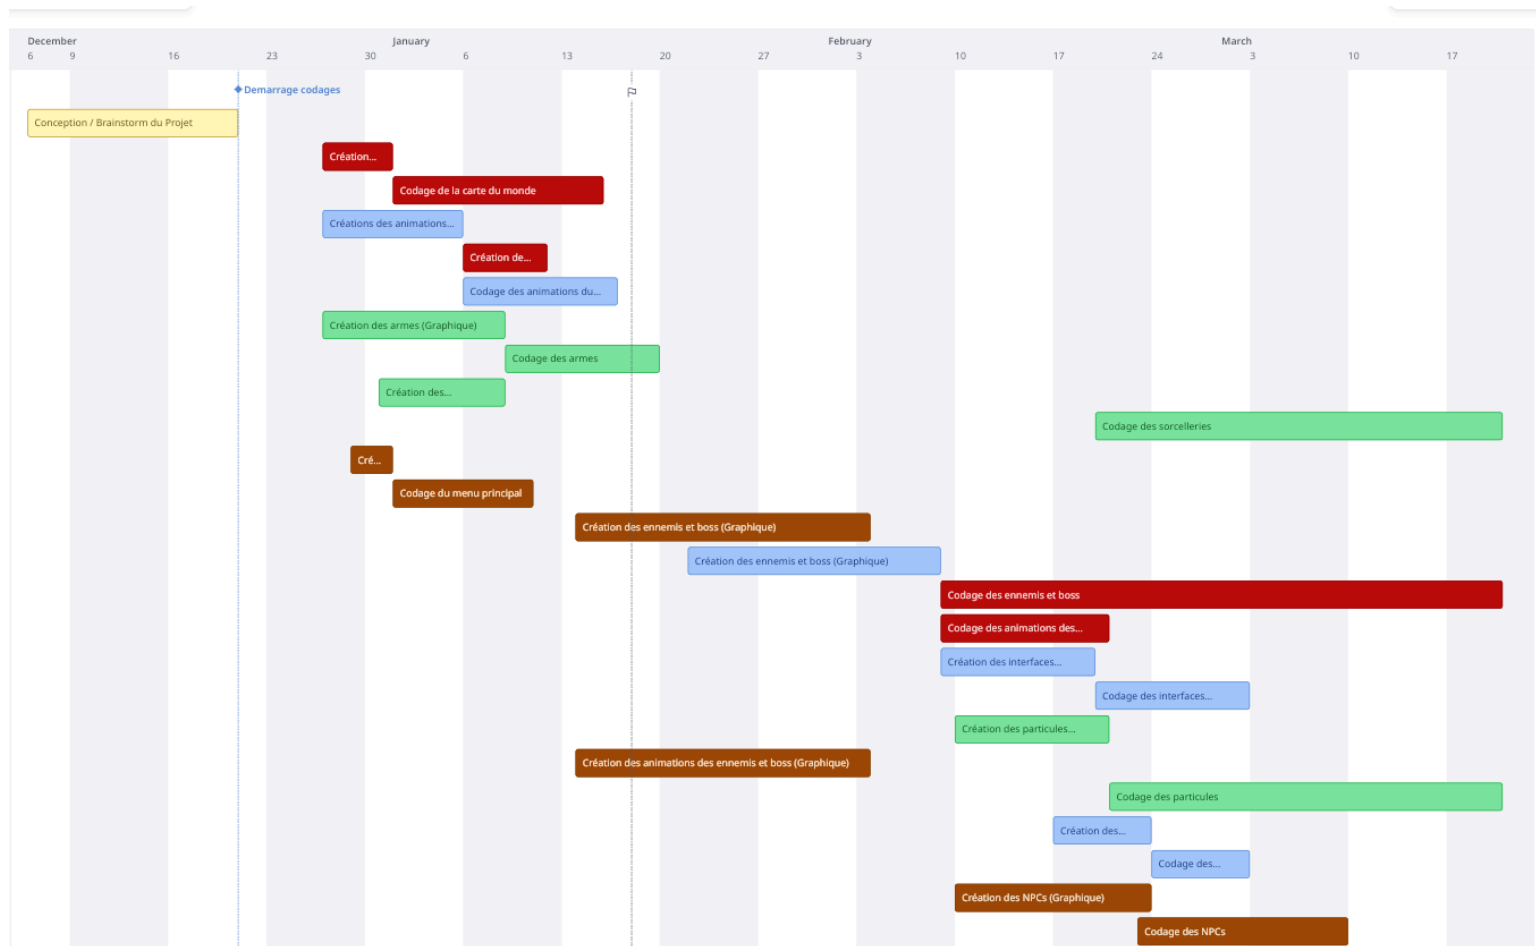 December January February March
6 9 16 23 30 6 13 20 27 3 10 17 24 3 10 17
Demarrage codages
Conception / Brainstorm du Projet
Création...
Codage de la carte du monde
Créations des animations...
Création de...
Codage des animations du...
Création des armes (Graphique)
Codage des armes
Création des...
Codage des sorcelleries
Cré...
Codage du menu principal
Création des ennemis et boss (Graphique)
Création des ennemis et boss (Graphique)
Codage des ennemis et boss
Codage des animations des...
Création des interfaces...
Codage des interfaces...
Création des particules...
Création des animations des ennemis et boss (Graphique)
Codage des particules
Création des...
Codage des...
Création des NPCs (Graphique)
Codage des NPCs